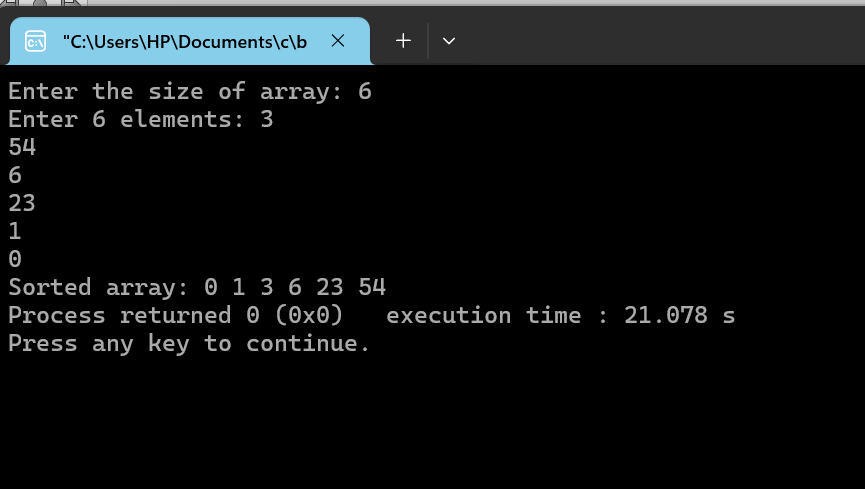 "C:\Users\HP\Documents\c\b
Enter the size of array: 6
Enter 6 elements: 3
54
6
23
1
0
Sorted array: 0 1 3 6 23 54
Process returned 0 (0x0)   execution time : 21.078 s
Press any key to continue.